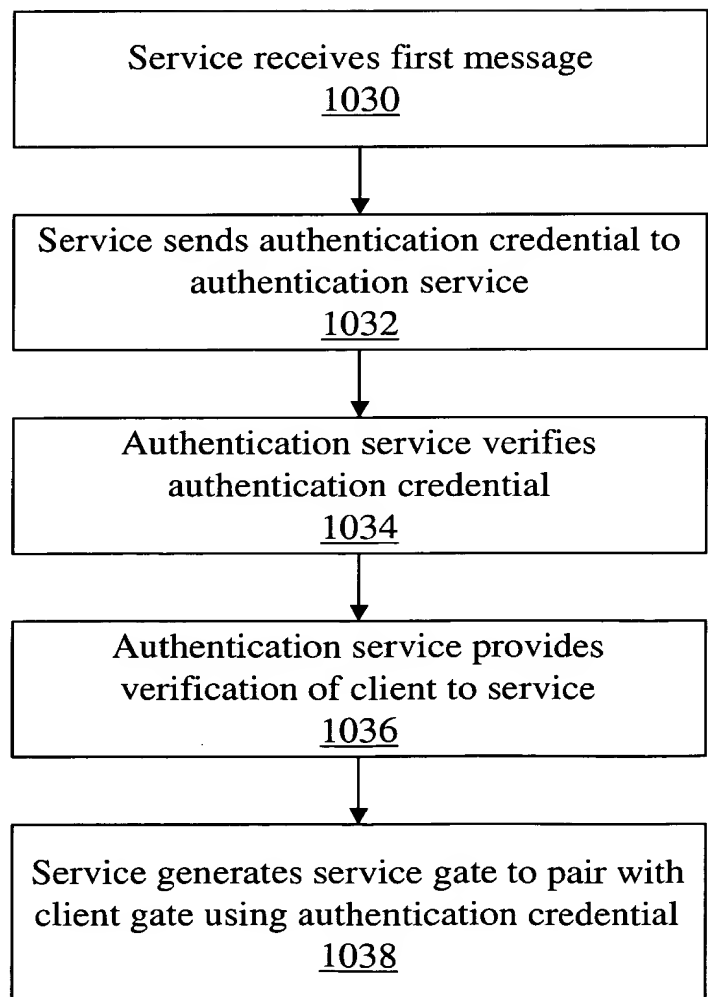 Service receives first message
1030
Service sends authentication credential to
authentication service
1032
Authentication service verifies
authentication credential
1034
Authentication service provides
verification of client to service
1036
Service generates service gate to pair with
client gate using authentication credential
1038